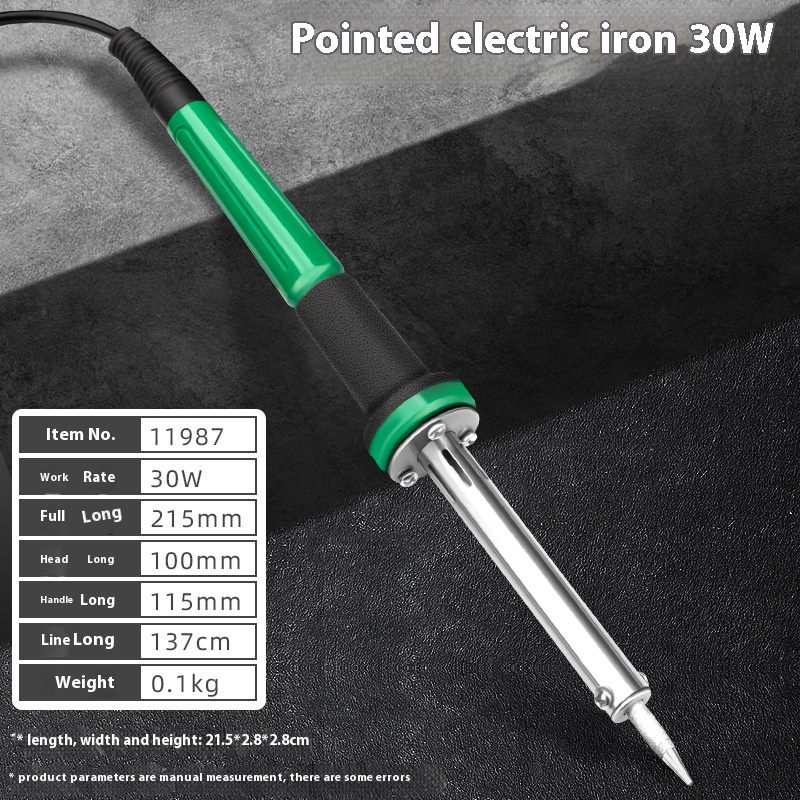 Pointed electric iron 30W
Item No. 11987
Work Rate 30W
Full Long 215mm
Head Long 100mm
Handle Long 115mm
Line Long 137cm
Weight 0.1kg
* length, width and height: 21.5*2.8*2.8cm
* product parameters are manual measurement, there are some errors